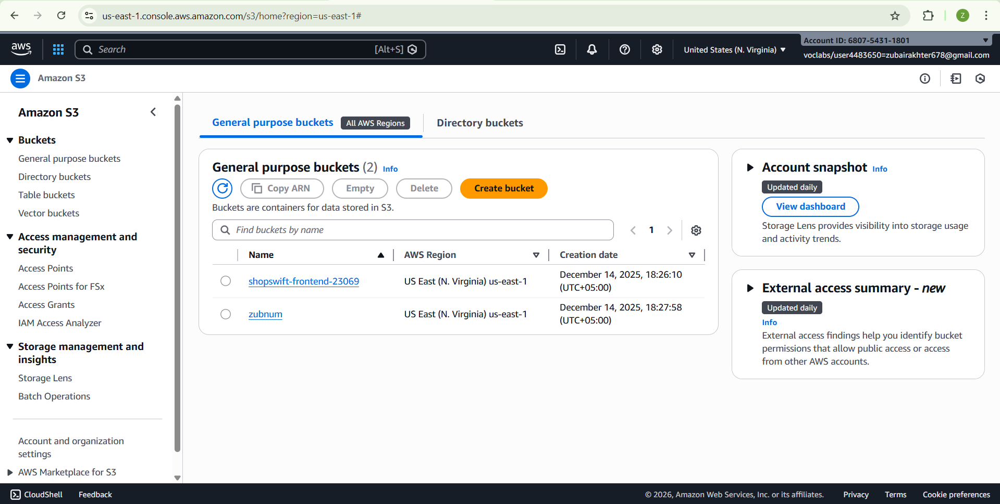 us-east-1.console.aws.amazon.com/s3/home?region=us-east-1#
Z
aws
Search
[Alt+S]
United States (N. Virginia)
Account ID: 6807-5431-1801
voclabs/user4483650=zubairakhter678@gmail.com
Amazon S3
Amazon S3
Buckets
General purpose buckets
Directory buckets
Table buckets
Vector buckets
Access management and
security
Access Points
Access Points for FSx
Access Grants
IAM Access Analyzer
Storage management and
insights
Storage Lens
Batch Operations
Account and organization
settings
AWS Marketplace for S3
General purpose buckets All AWS Regions
Directory buckets
General purpose buckets (2) Info
Copy ARN
Empty
Delete
Create bucket
Buckets are containers for data stored in S3.
Find buckets by name
1
Name
AWS Region
Creation date
shopswift-frontend-23069
US East (N. Virginia) us-east-1
December 14, 2025, 18:26:10
(UTC+05:00)
zubnum
US East (N. Virginia) us-east-1
December 14, 2025, 18:27:58
(UTC+05:00)
Account snapshot Info
Updated daily
View dashboard
Storage Lens provides visibility into storage usage
and activity trends.
External access summary - new
Updated daily
Info
External access findings help you identify bucket
permissions that allow public access or access
from other AWS accounts.
CloudShell
Feedback
© 2026, Amazon Web Services, Inc. or its affiliates.
Privacy
Terms
Cookie preferences